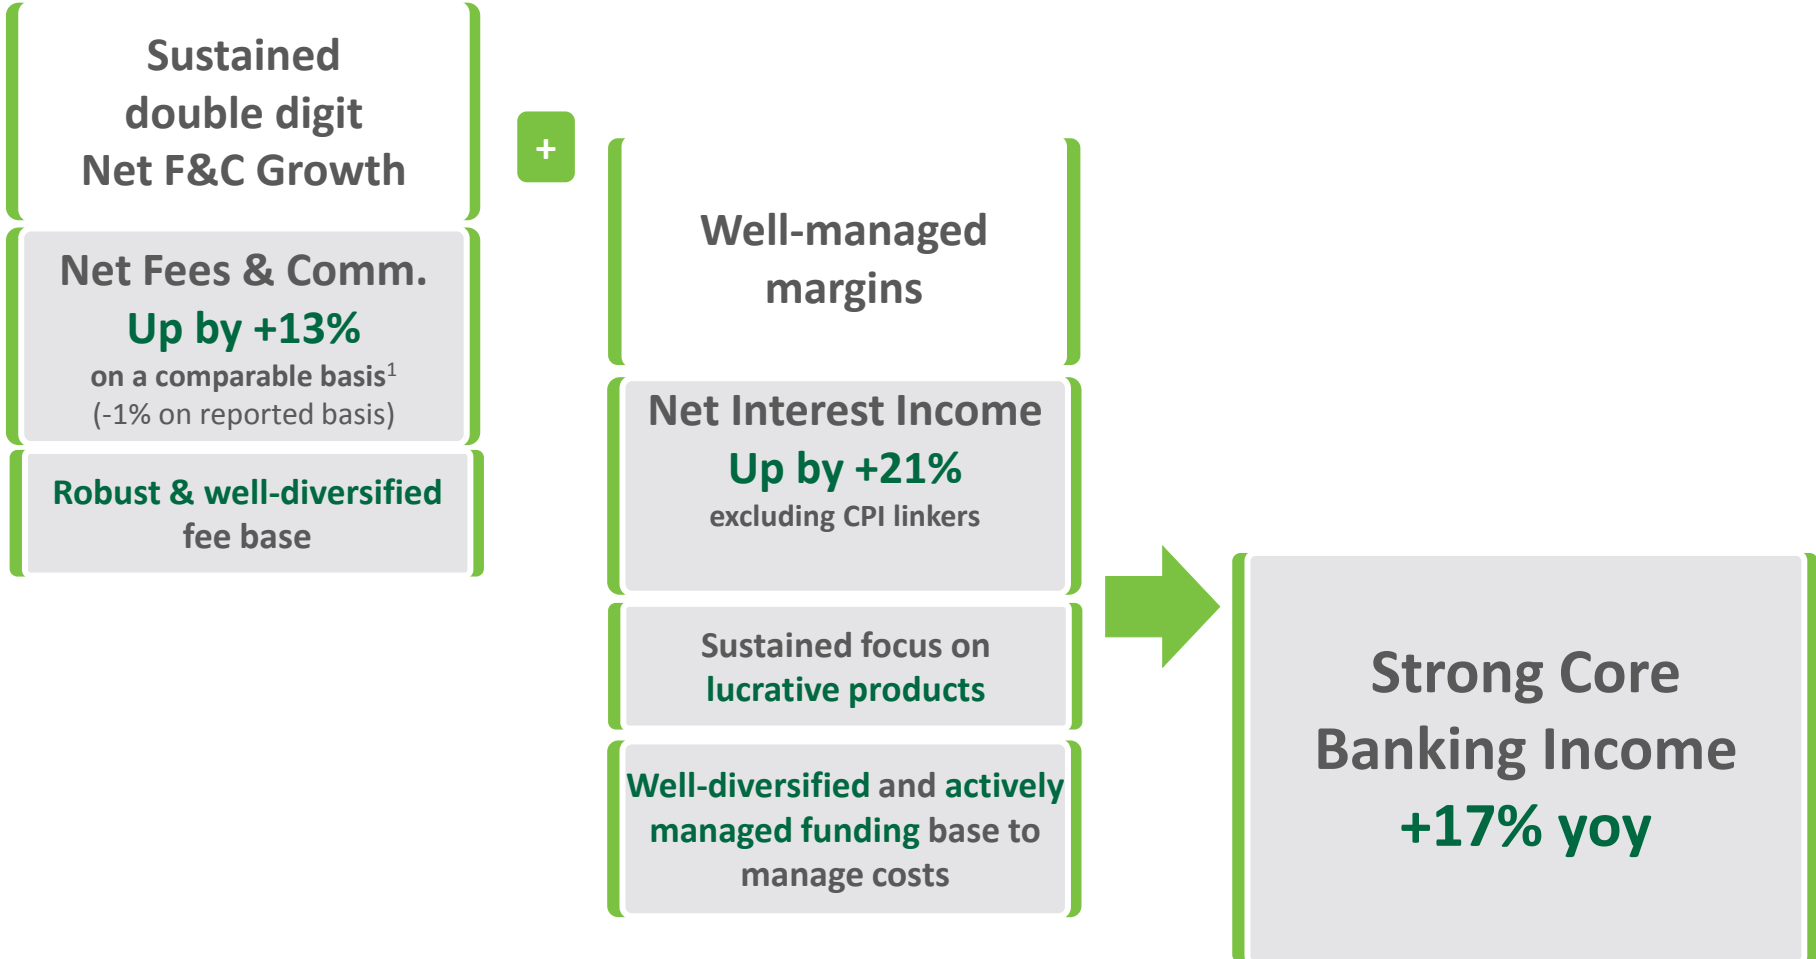 Sustained
double digit
Net F&C Growth
Net Fees & Comm.
Up by +13%
on a comparable basis¹
(-1% on reported basis)
Robust & well-diversified
fee base
+
Well-managed
margins
Net Interest Income
Up by +21%
excluding CPI linkers
Sustained focus on
lucrative products
Well-diversified and actively
managed funding base to
manage costs
Strong Core
Banking Income
+17% yoy